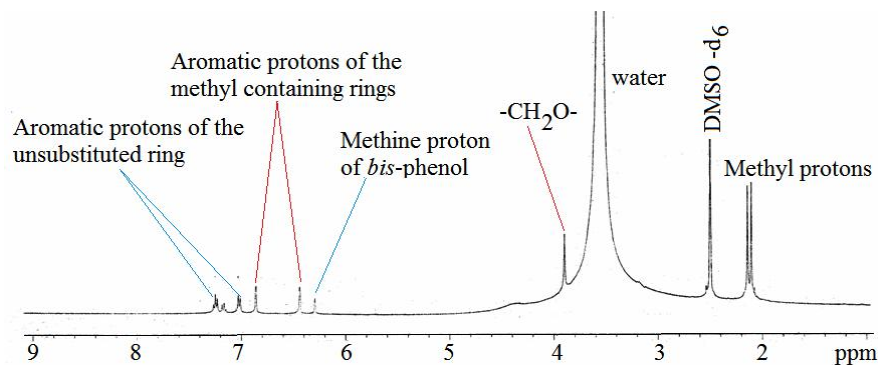 Aromatic protons of the
methyl containing rings
Aromatic protons of the
unsubstituted ring
Methine proton
of bis-phenol
-CH2O-
water
DMSO -d6
Methyl protons
9 8 7 6 5 4 3 2 ppm